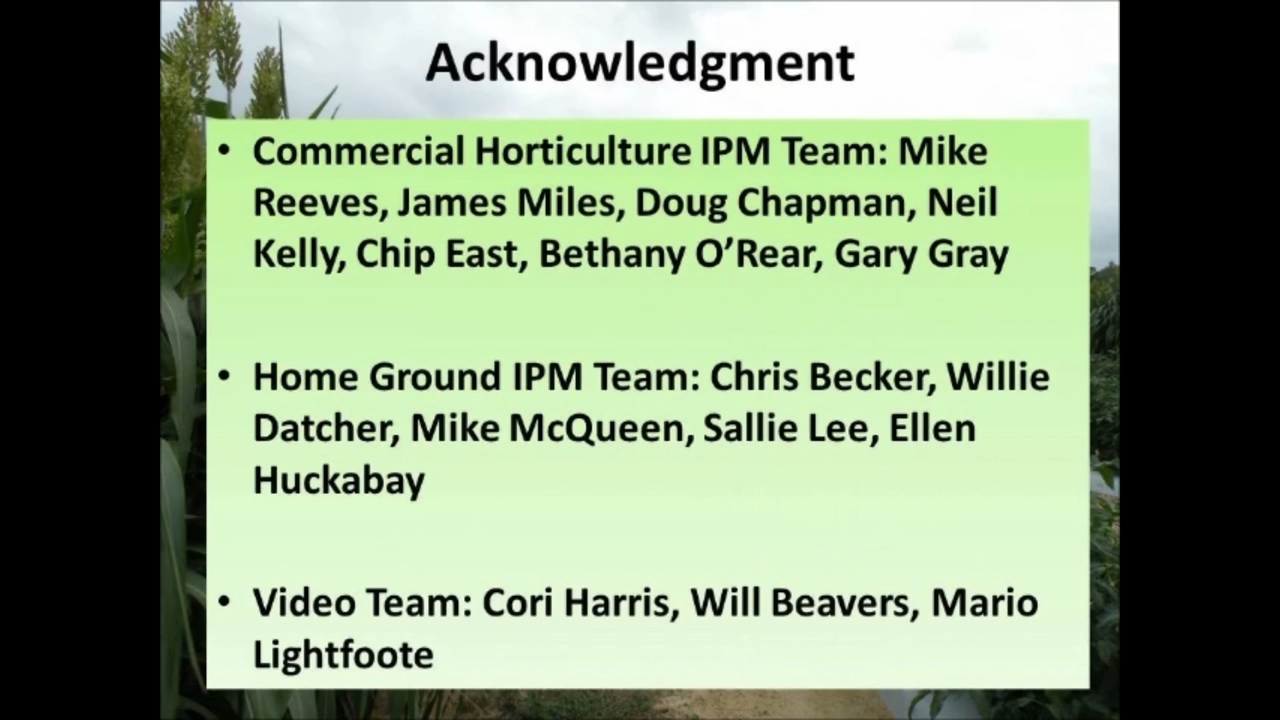 Acknowledgment
• Commercial Horticulture IPM Team: Mike
Reeves, James Miles, Doug Chapman, Neil
Kelly, Chip East, Bethany O’Rear, Gary Gray
• Home Ground IPM Team: Chris Becker, Willie
Datcher, Mike McQueen, Sallie Lee, Ellen
Huckabay
• Video Team: Cori Harris, Will Beavers, Mario
Lightfoote